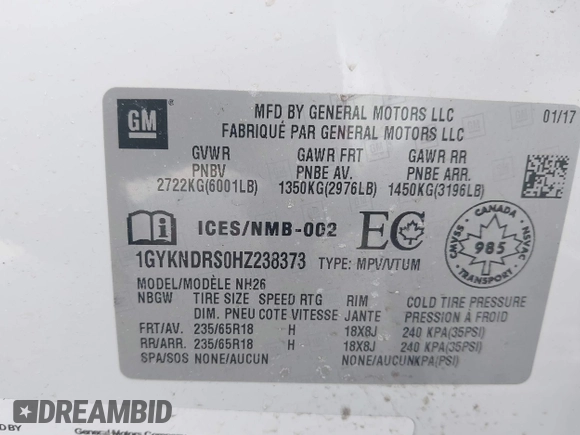 GM
MFD BY GENERAL MOTORS LLC
FABRIQUÉ PAR GENERAL MOTORS LLC
01/17
GVWR GAWR FRT GAWR RR
PNBV PNBE AV. PNBE ARR.
2722KG(6001LB) 1350KG(2976LB) 1450KG(3196LB)
ICES/NMB-002
EC
CANADA
CMVSS 985 NSVAC
1GYKNDRS0HZ238373 TYPE: MPV/VTUM
MODEL/MODÈLE NH26
NBGW TIRE SIZE SPEED RTG RIM COLD TIRE PRESSURE
DIM. PNEU COTE VITESSE JANTE PRESSION À FROID
FRT/AV. 235/65R18 H 18X8J 240 KPA(35PSI)
RR/ARR. 235/65R18 H 18X8J 240 KPA(35PSI)
SPA/SOS NONE/AUCUN NONE/AUCUN KPA(PSI)
DREAMBID
General Motors